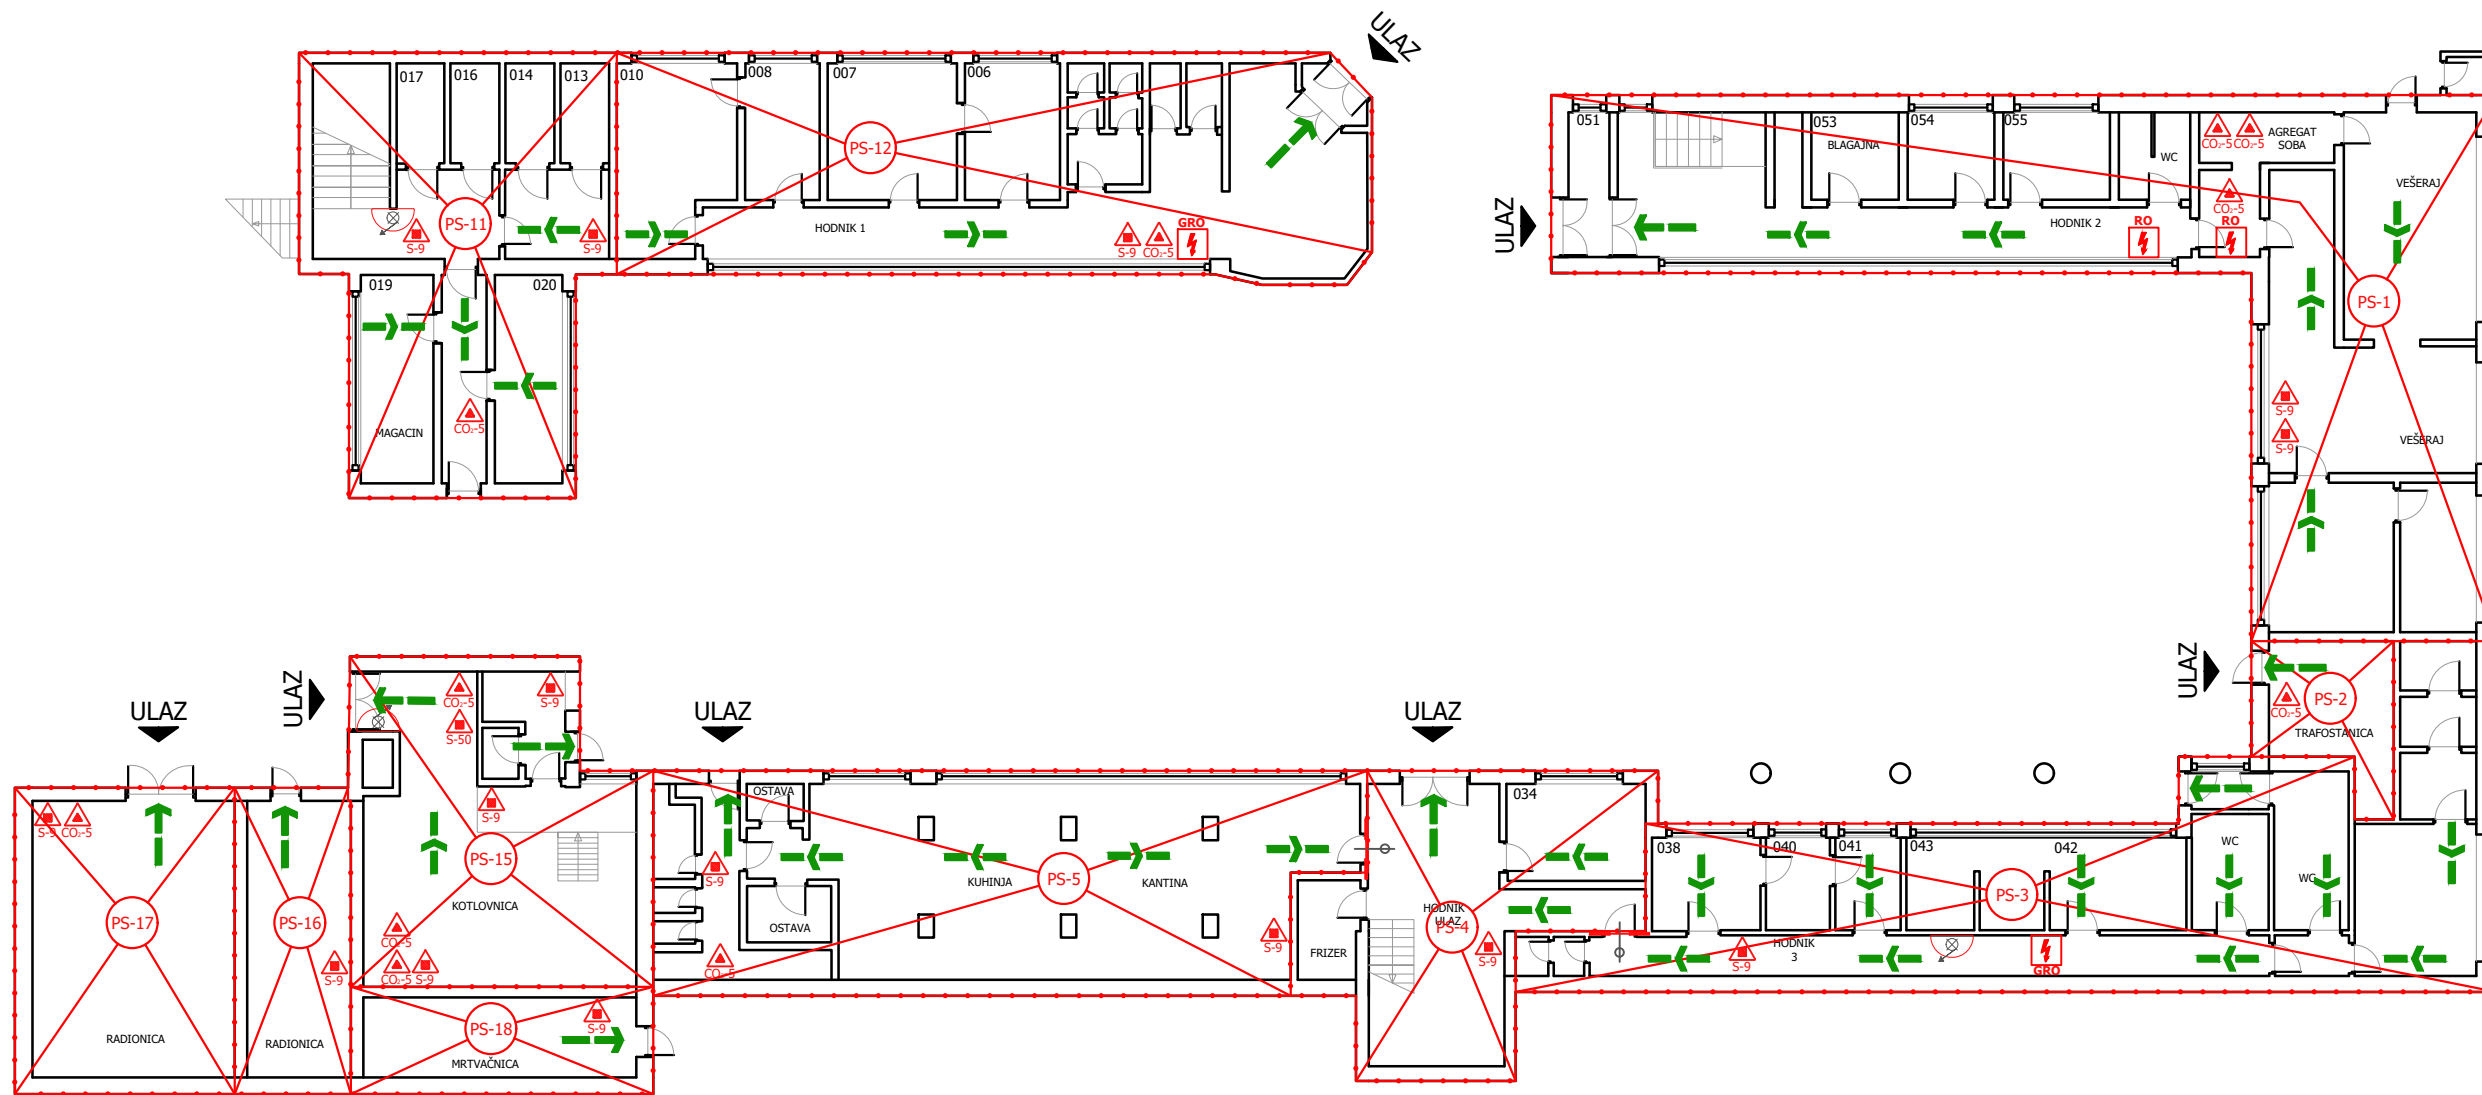 ULAZ
017
016
014
013
010
008
007
006
PS-12
PS-11
S-9
S-9
HODNIK 1
S-9
CO₂-5
GRO
019
020
MAGACIN
CO₂-5
ULAZ
051
053
BLAGAJNA
054
055
WC
CO₂-5
CO₂-5
AGREGAT
SOBA
VEŠERAJ
CO₂-5
HODNIK 2
RO
RO
PS-1
S-9
S-9
VEŠERAJ
ULAZ
PS-2
CO₂-5
TRAFOSTANICA
ULAZ
ULAZ
CO₂-5
S-50
S-9
S-9
S-9
CO₂-5
PS-17
RADIONICA
PS-16
S-9
RADIONICA
PS-15
KOTLOVNICA
CO₂-5
CO₂-5
S-9
PS-18
MRTVAČNICA
S-9
ULAZ
OSTAVA
S-9
OSTAVA
CO₂-5
KUHINJA
PS-5
KANTINA
S-9
FRIZER
ULAZ
034
HODNIK
ULAZ
PS-4
S-9
038
040
041
043
042
WC
WC
PS-3
S-9
HODNIK
3
GRO